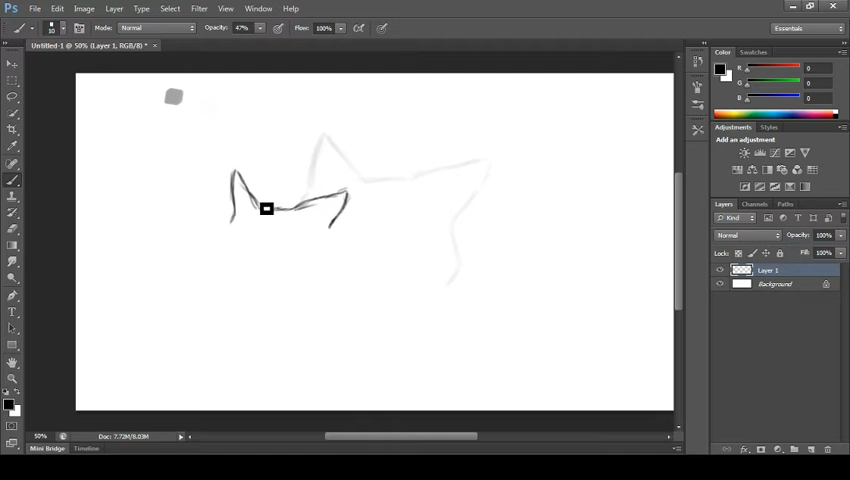 Ps File Edit Image Layer Type Select Filter View Window Help
10 Mode: Normal Opacity: 47% Flow: 100% Essentials
Untitled-1 @ 50% (Layer 1, RGB/8) * ×
Color Swatches
R 0
G 0
B 0
Adjustments Styles
Add an adjustment
Layers Channels Paths
Kind
Normal Opacity: 100%
Lock: Fill: 100%
Layer 1
Background
50% Doc: 7.72M/8.03M
Mini Bridge Timeline